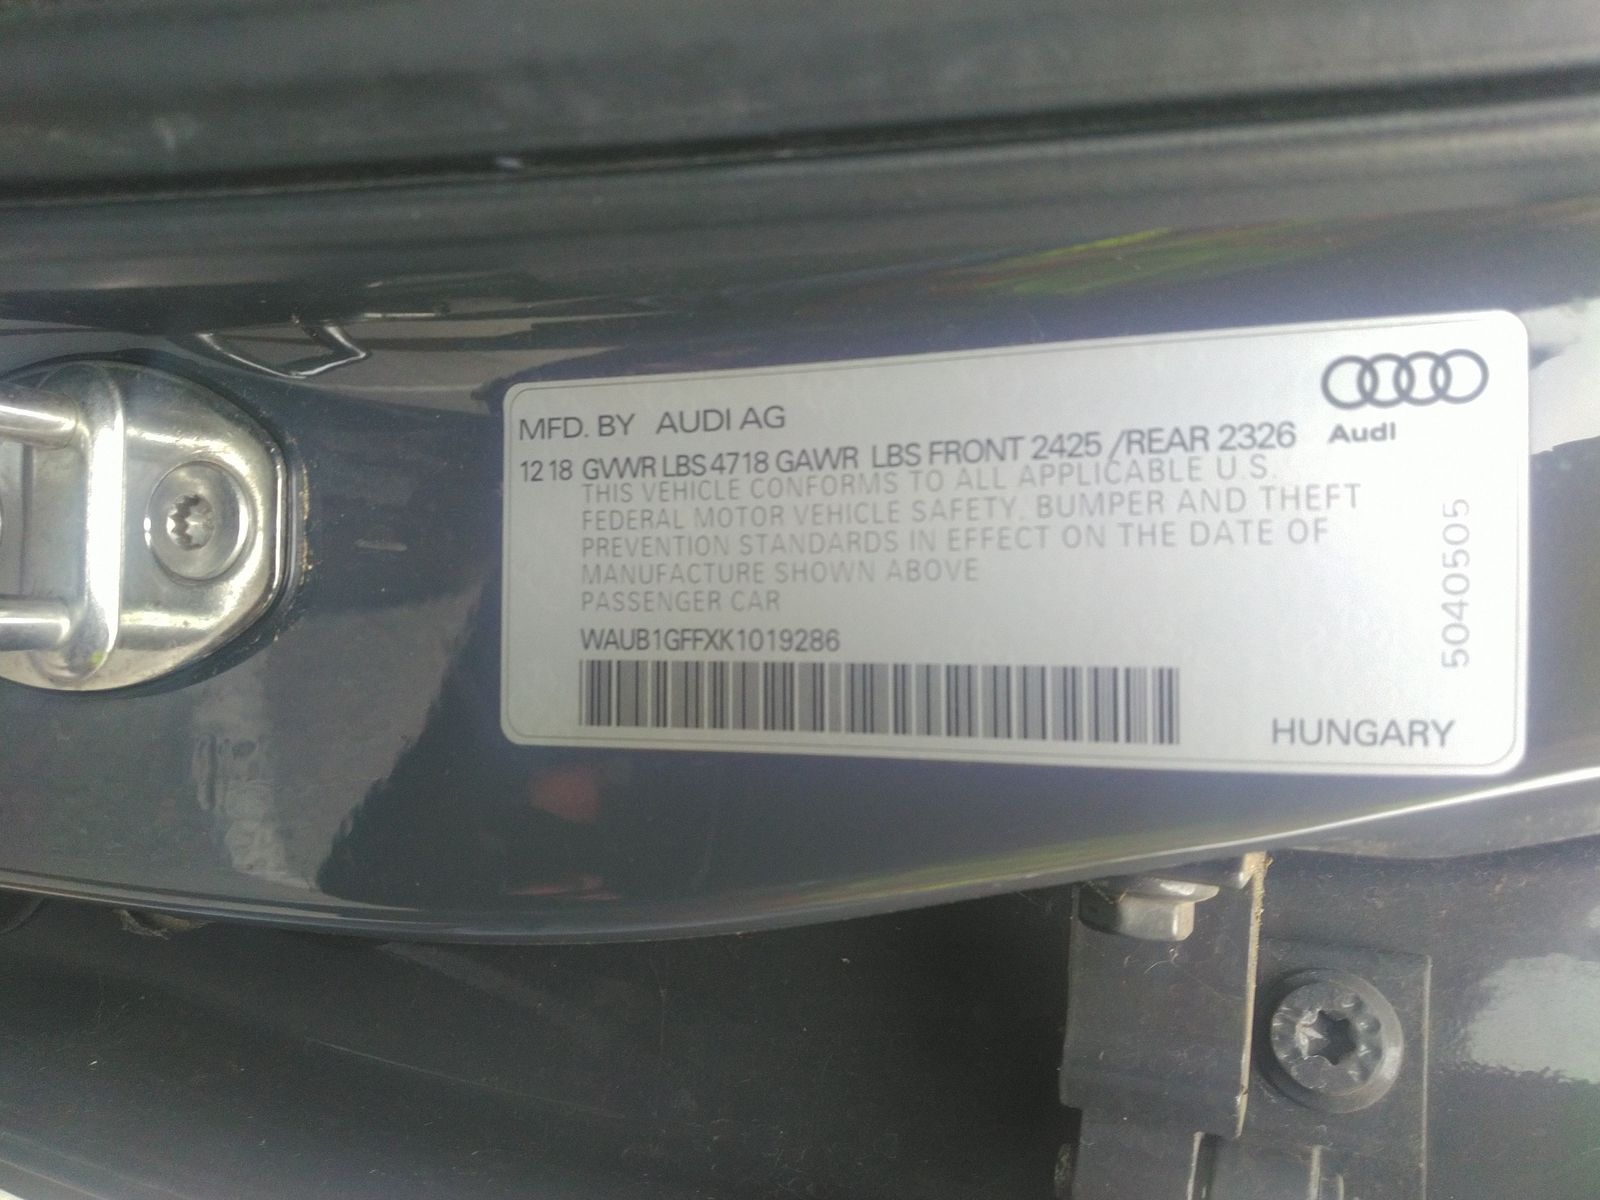 MFD. BY AUDI AG
Audi
12 18 GVWR LBS 4718 GAWR LBS FRONT 2425 /REAR 2326
THIS VEHICLE CONFORMS TO ALL APPLICABLE U.S.
FEDERAL MOTOR VEHICLE SAFETY, BUMPER AND THEFT
PREVENTION STANDARDS IN EFFECT ON THE DATE OF
MANUFACTURE SHOWN ABOVE
PASSENGER CAR
WAUB1GFFXK1019286
HUNGARY
5040505